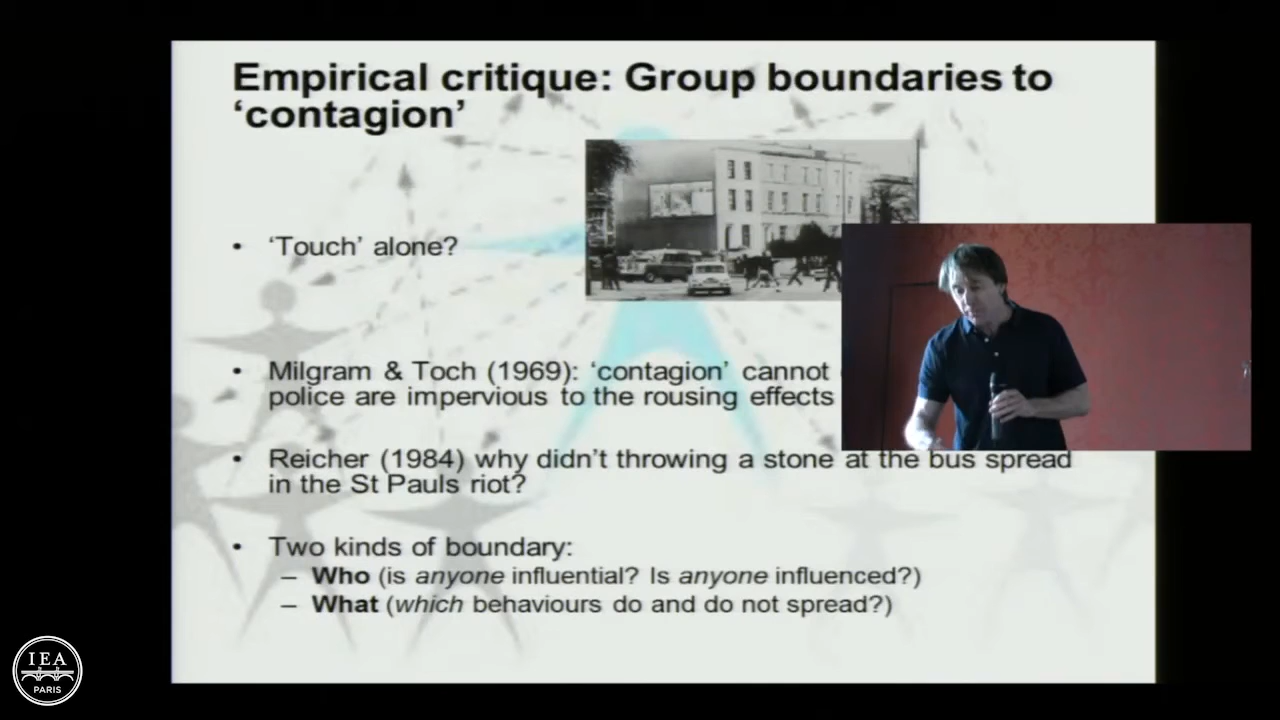 Empirical critique: Group boundaries to
‘contagion’
• ‘Touch’ alone?
• Milgram & Toch (1969): ‘contagion’ cannot
police are impervious to the rousing effects
• Reicher (1984) why didn’t throwing a stone at the bus spread
in the St Pauls riot?
• Two kinds of boundary:
– Who (is anyone influential? Is anyone influenced?)
– What (which behaviours do and do not spread?)
IEA
PARIS